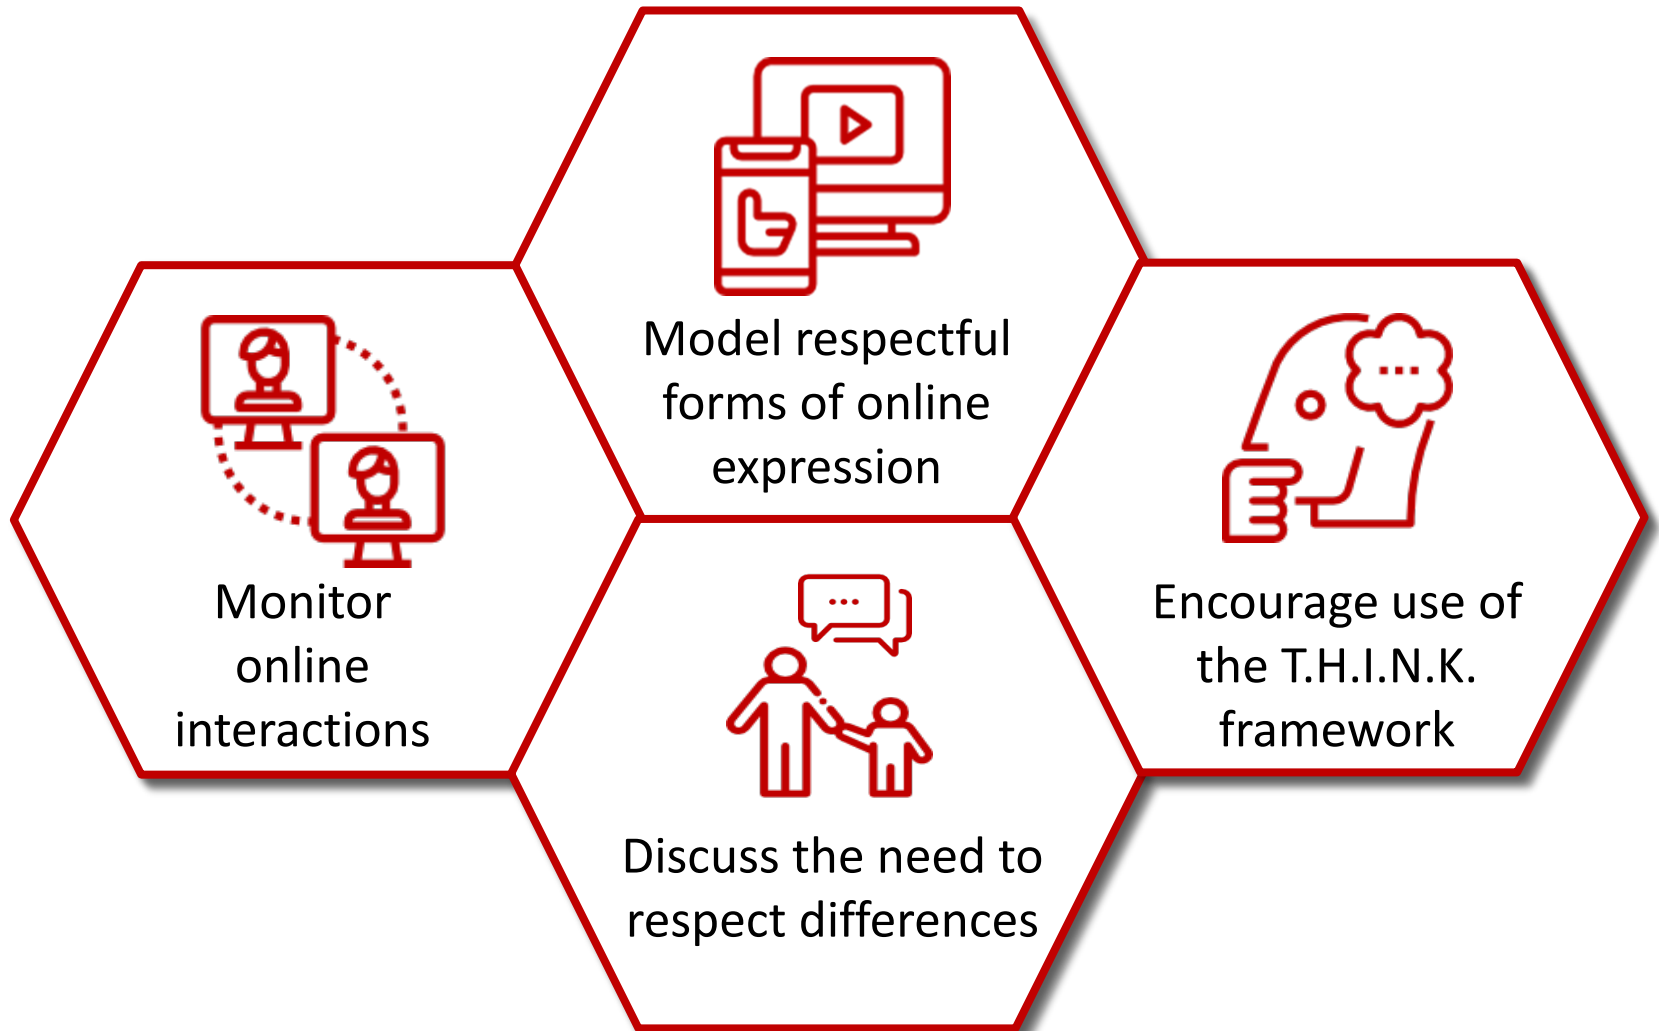 Model respectful
forms of online
expression
Monitor
online
interactions
Encourage use of
the T.H.I.N.K.
framework
Discuss the need to
respect differences